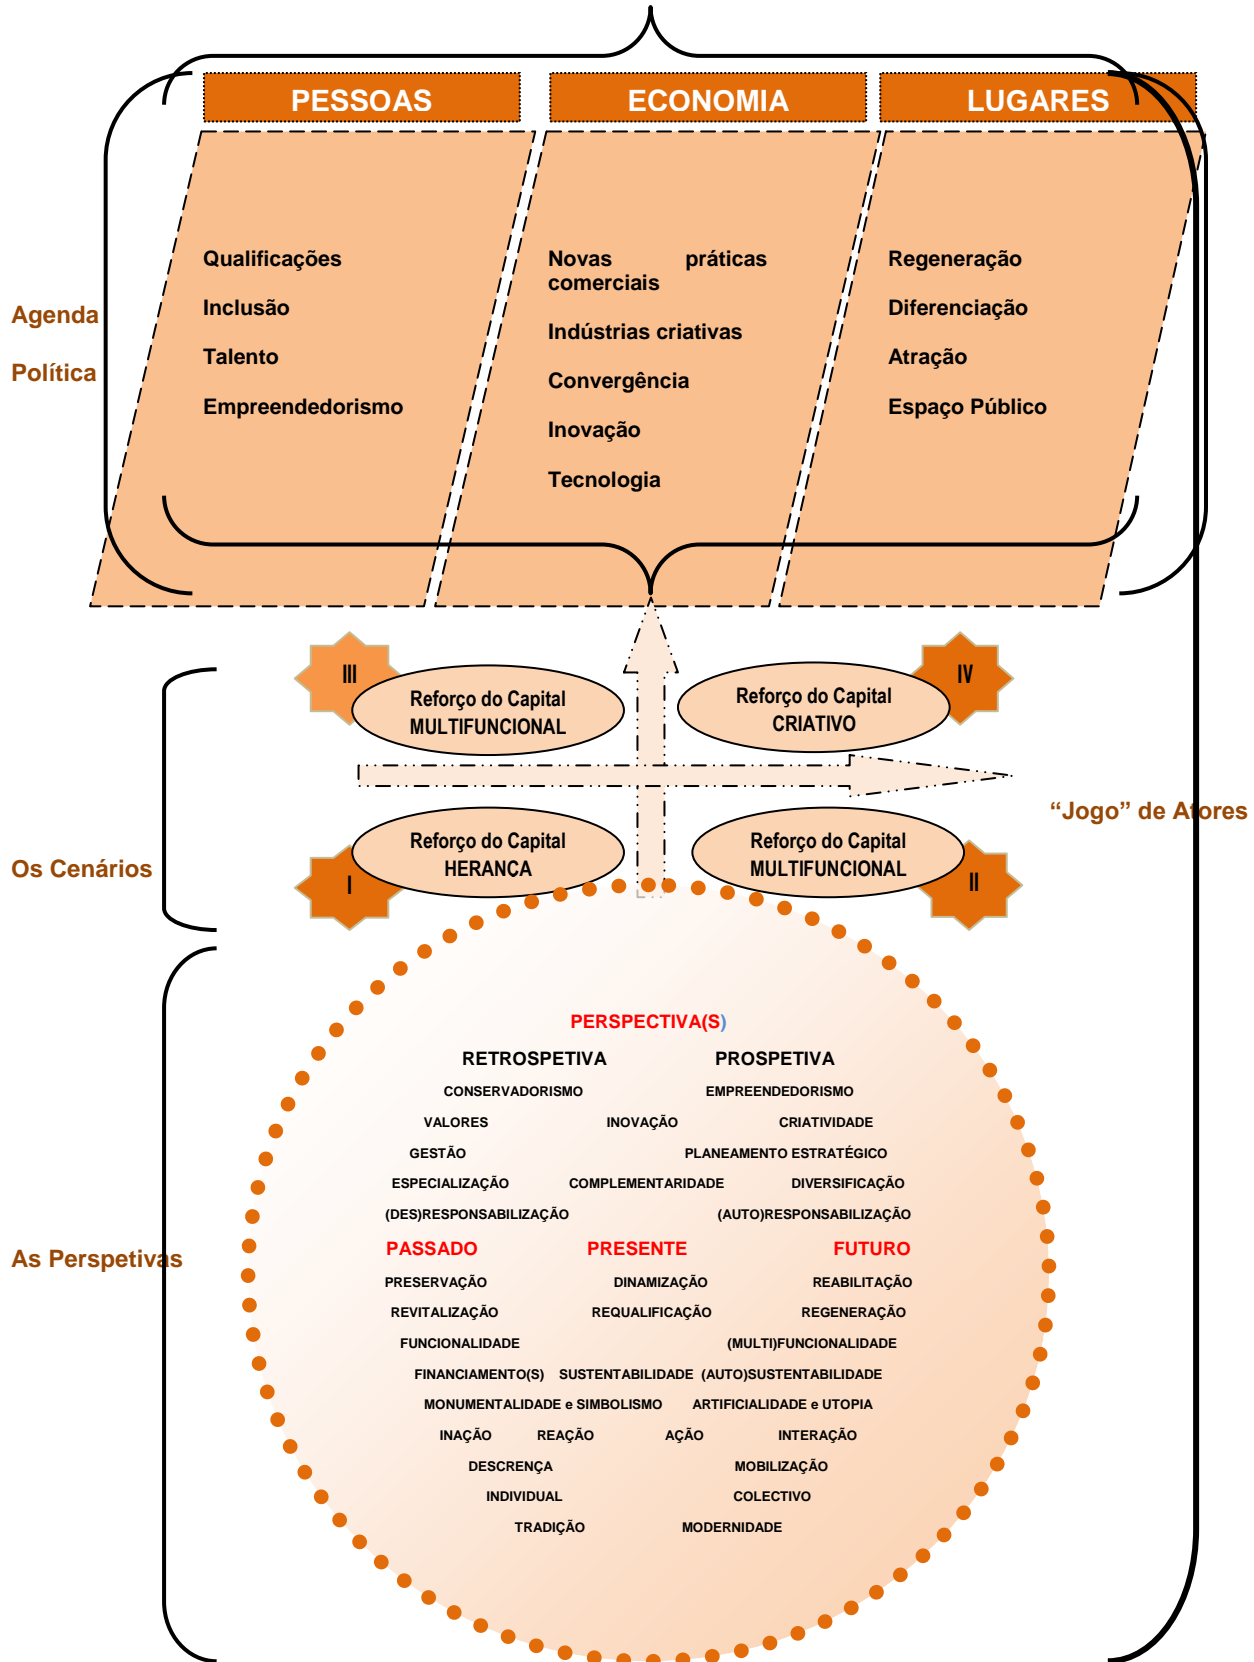 PESSOAS
ECONOMIA
LUGARES
Qualificações
Inclusão
Talento
Empreendedorismo
Novas práticas
comerciais
Indústrias criativas
Convergência
Inovação
Tecnologia
Regeneração
Diferenciação
Atração
Espaço Público
Agenda
Política
III
Reforço do Capital
MULTIFUNCIONAL
IV
Reforço do Capital
CRIATIVO
“Jogo” de Atores
Os Cenários
I
Reforço do Capital
HERANÇA
II
Reforço do Capital
MULTIFUNCIONAL
As Perspetivas
PERSPECTIVA(S)
RETROSPETIVA PROSPETIVA
CONSERVADORISMO EMPREENDEDORISMO
VALORES INOVAÇÃO CRIATIVIDADE
GESTÃO PLANEAMENTO ESTRATÉGICO
ESPECIALIZAÇÃO COMPLEMENTARIDADE DIVERSIFICAÇÃO
(DES)RESPONSABILIZAÇÃO (AUTO)RESPONSABILIZAÇÃO
PASSADO PRESENTE FUTURO
PRESERVAÇÃO DINAMIZAÇÃO REABILITAÇÃO
REVITALIZAÇÃO REQUALIFICAÇÃO REGENERAÇÃO
FUNCIONALIDADE (MULTI)FUNCIONALIDADE
FINANCIAMENTO(S) SUSTENTABILIDADE (AUTO)SUSTENTABILIDADE
MONUMENTALIDADE e SIMBOLISMO ARTIFICIALIDADE e UTOPIA
INAÇÃO REAÇÃO AÇÃO INTERAÇÃO
DESCRENÇA MOBILIZAÇÃO
INDIVIDUAL COLECTIVO
TRADIÇÃO MODERNIDADE